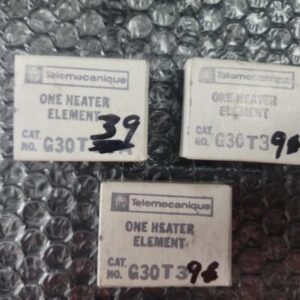 Telemecanique
ONE HEATER
ELEMENT
CAT.
NO. G30T39
Telemecanique
ONE HEATER
ELEMENT
CAT.
NO. G30T39
Telemecanique
ONE HEATER
ELEMENT
CAT.
NO. G30T39